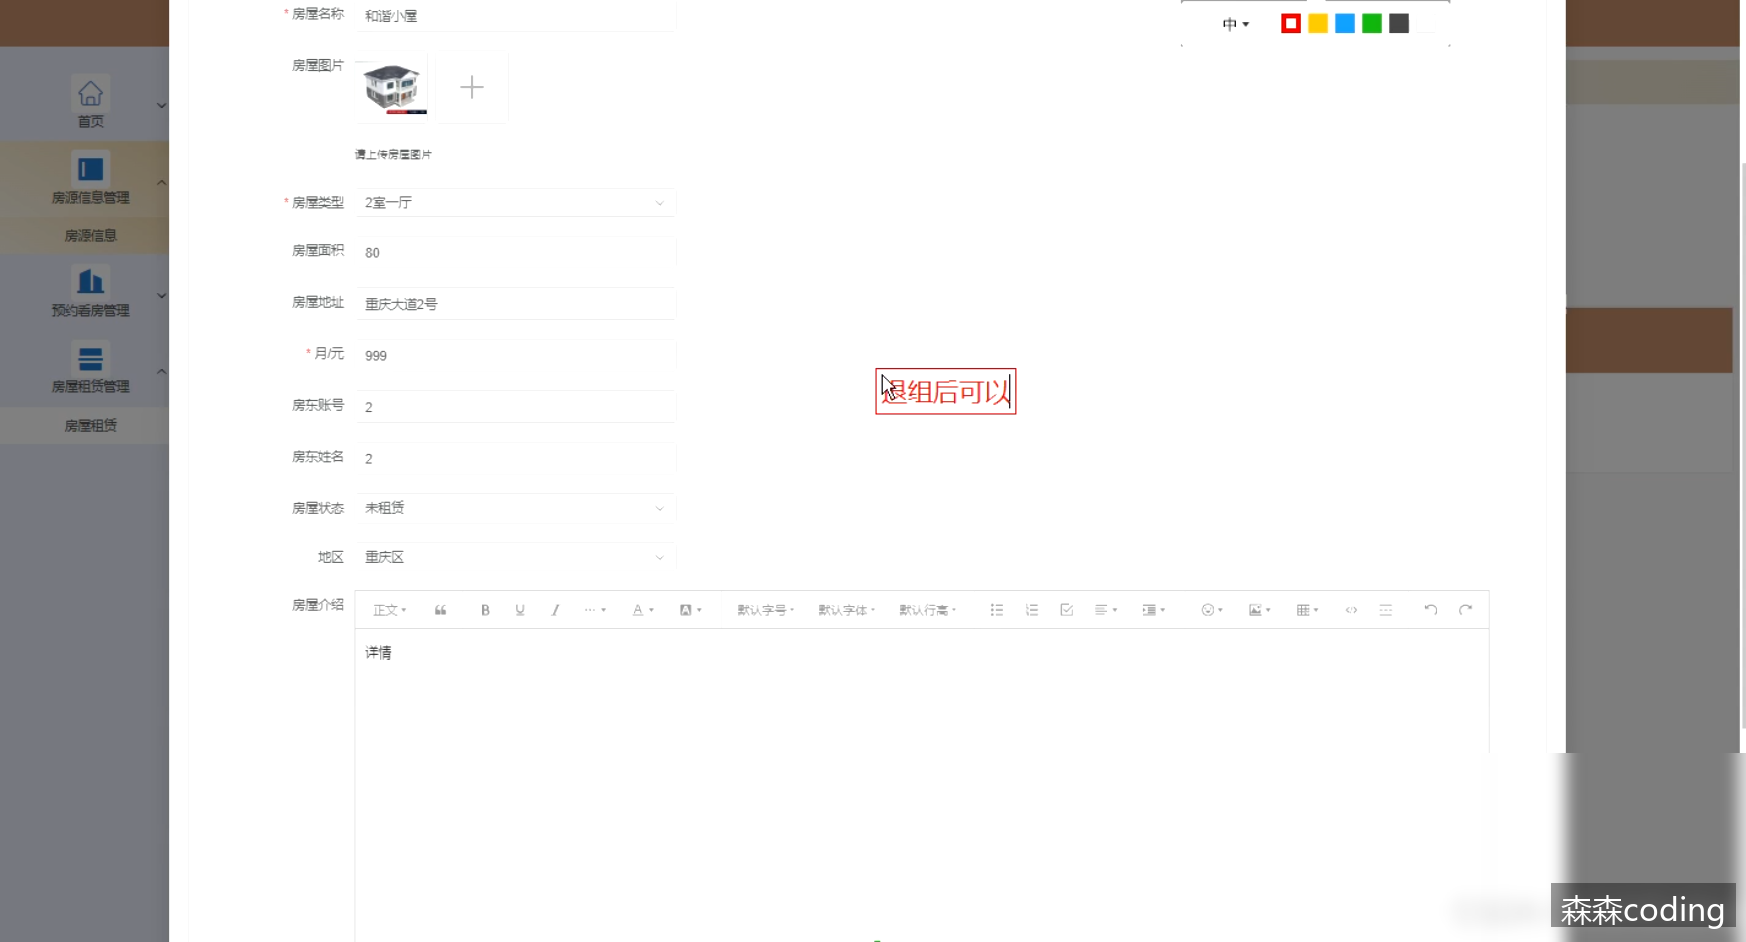 * 房屋名称 和谐小屋
中
房屋图片
首页
请上传房屋图片
房源信息管理
* 房屋类型 2室一厅
房源信息
房屋面积 80
预约看房管理
房屋地址 重庆大道2号
* 月/元 999
房屋租赁管理
退组后可以
房东账号 2
房屋租赁
房东姓名 2
房屋状态 未租赁
地区 重庆区
房屋介绍 正文 B U I A A 默认字号 默认字体 默认行高
详情
森森coding